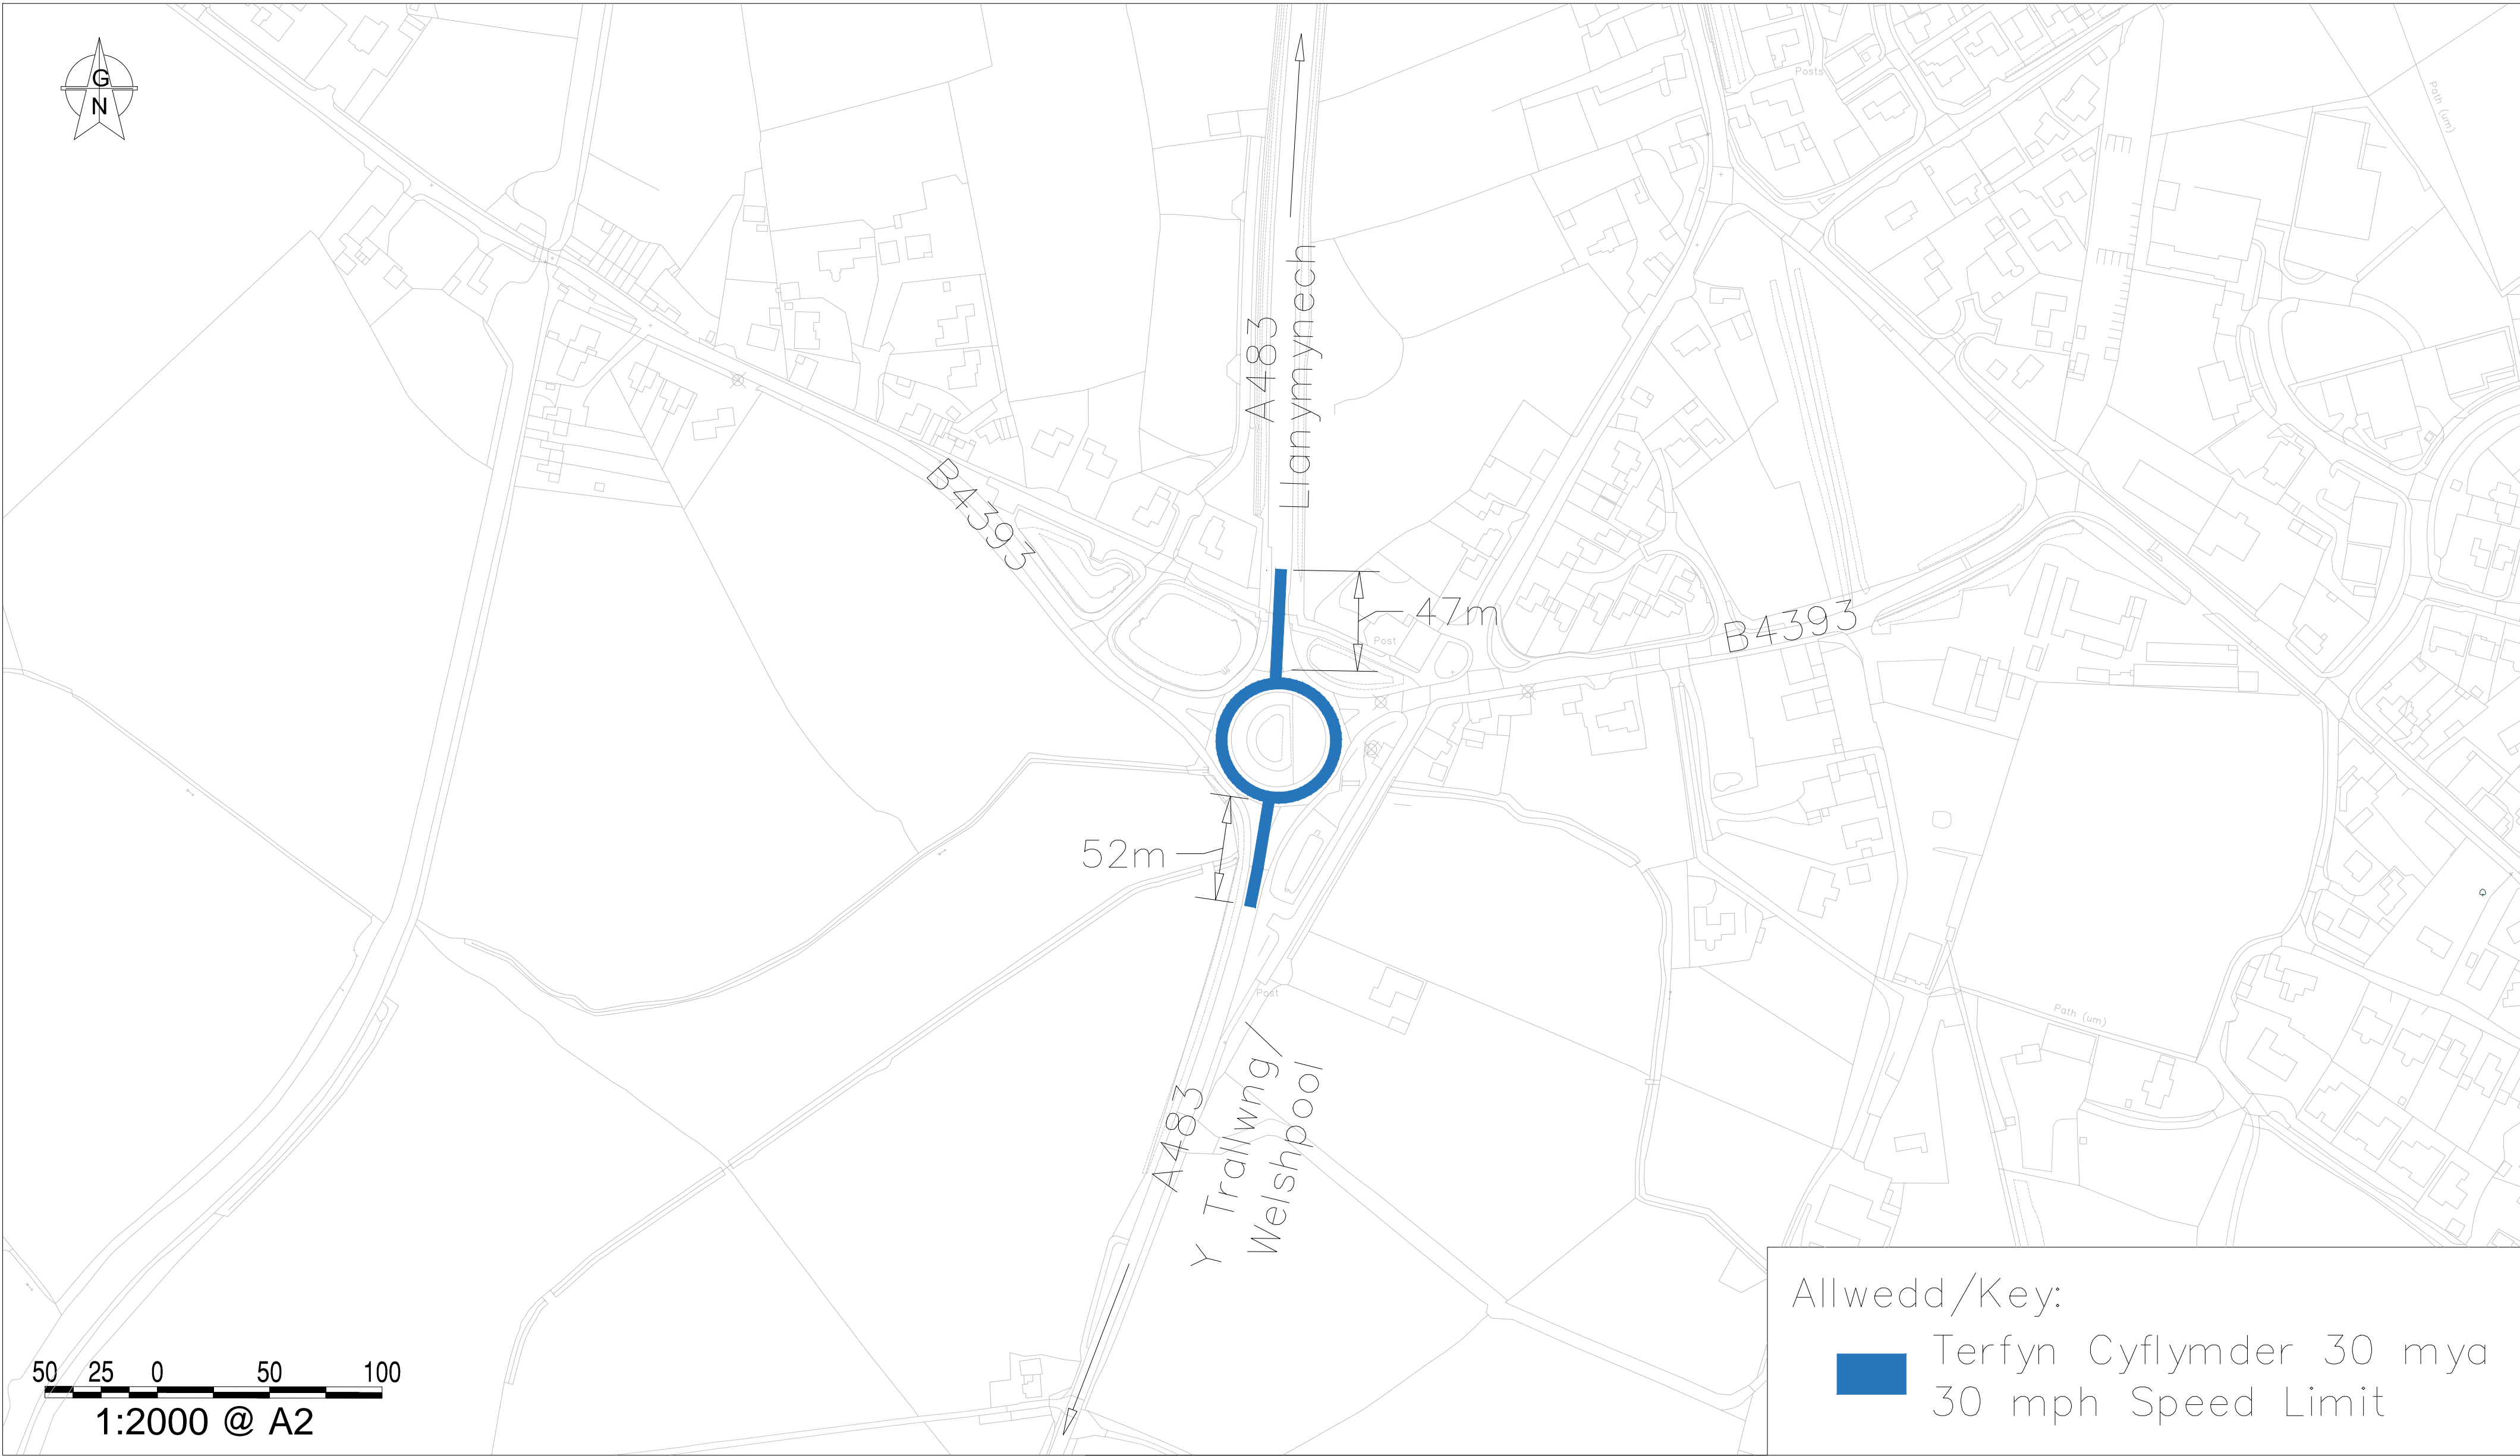 G
N
Posts
Path (um)
A483
Llanymynech
B4393
47m
Post
B4393
52m
Post
A483
Y Trallwng/
Welshpool
Path (um)
Allwedd/Key:
Terfyn Cyflymder 30 mya
30 mph Speed Limit
50 25 0 50 100
1:2000 @ A2